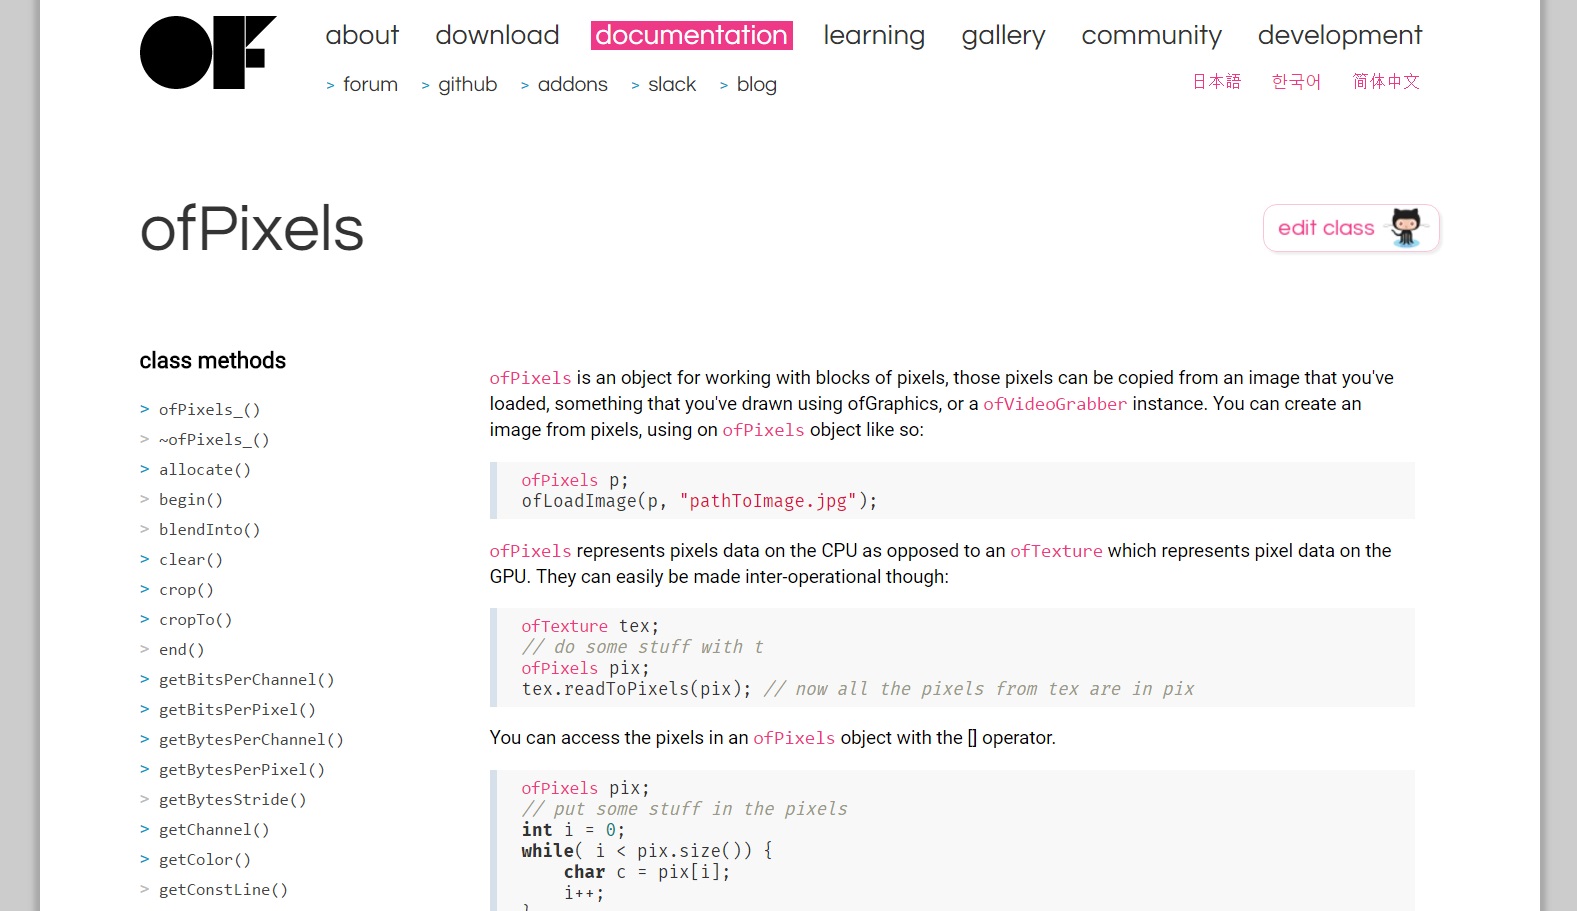 OF
about download documentation learning gallery community development
> forum > github > addons > slack > blog
日本語 한국어 简体中文
ofPixels
edit class
class methods
> ofPixels_()
> ~ofPixels_()
> allocate()
> begin()
> blendInto()
> clear()
> crop()
> cropTo()
> end()
> getBitsPerChannel()
> getBitsPerPixel()
> getBytesPerChannel()
> getBytesPerPixel()
> getBytesStride()
> getChannel()
> getColor()
> getConstLine()
ofPixels is an object for working with blocks of pixels, those pixels can be copied from an image that you've
loaded, something that you've drawn using ofGraphics, or a ofVideoGrabber instance. You can create an
image from pixels, using on ofPixels object like so:
ofPixels p;
ofLoadImage(p, "pathToImage.jpg");
ofPixels represents pixels data on the CPU as opposed to an ofTexture which represents pixel data on the
GPU. They can easily be made inter-operational though:
ofTexture tex;
// do some stuff with t
ofPixels pix;
tex.readToPixels(pix); // now all the pixels from tex are in pix
You can access the pixels in an ofPixels object with the [] operator.
ofPixels pix;
// put some stuff in the pixels
int i = 0;
while( i < pix.size()) {
    char c = pix[i];
    i++;
}